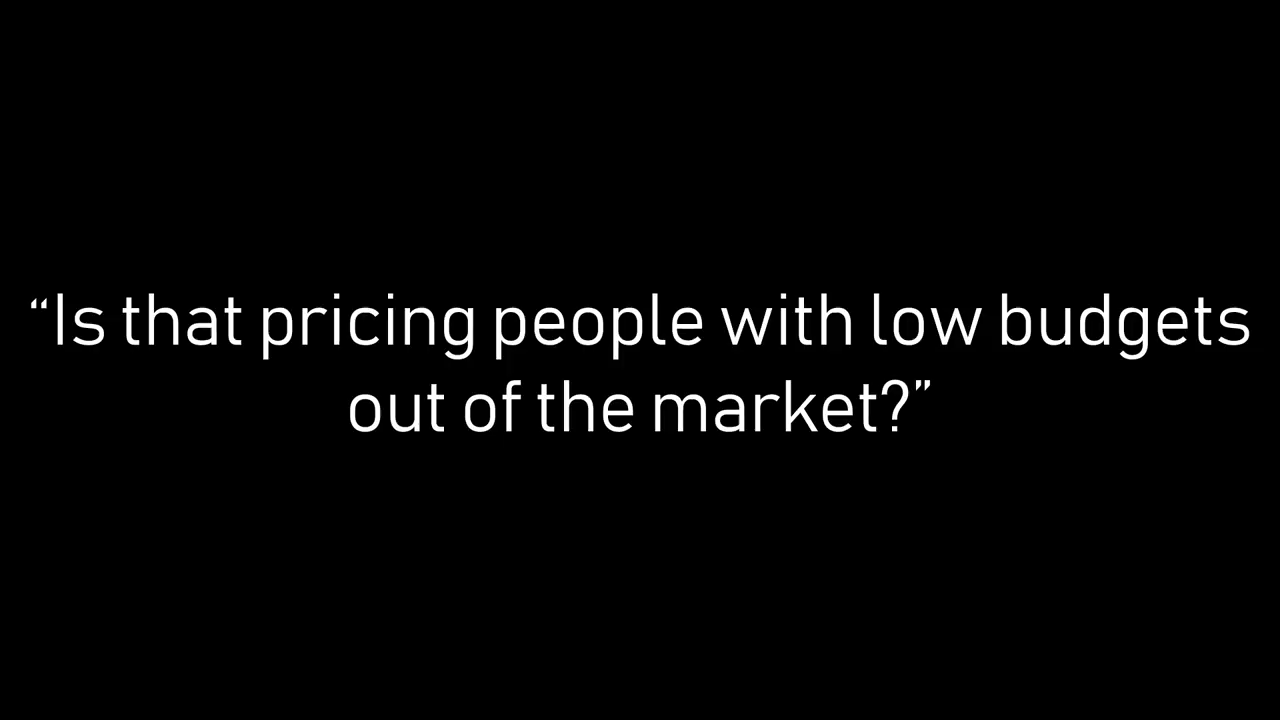 “Is that pricing people with low budgets
out of the market?”